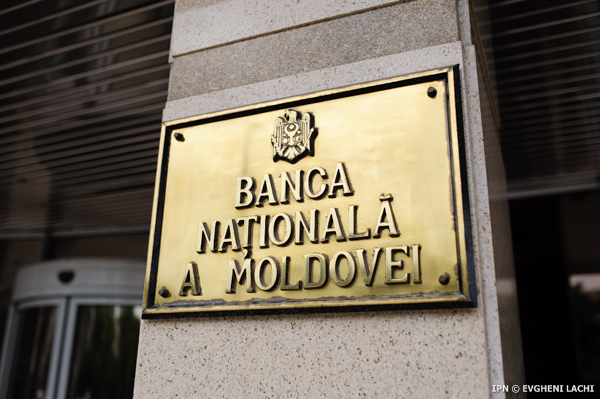 BANCA
NAȚIONALĂ
A MOLDOVEI
IPN © EVGHENI LACHI